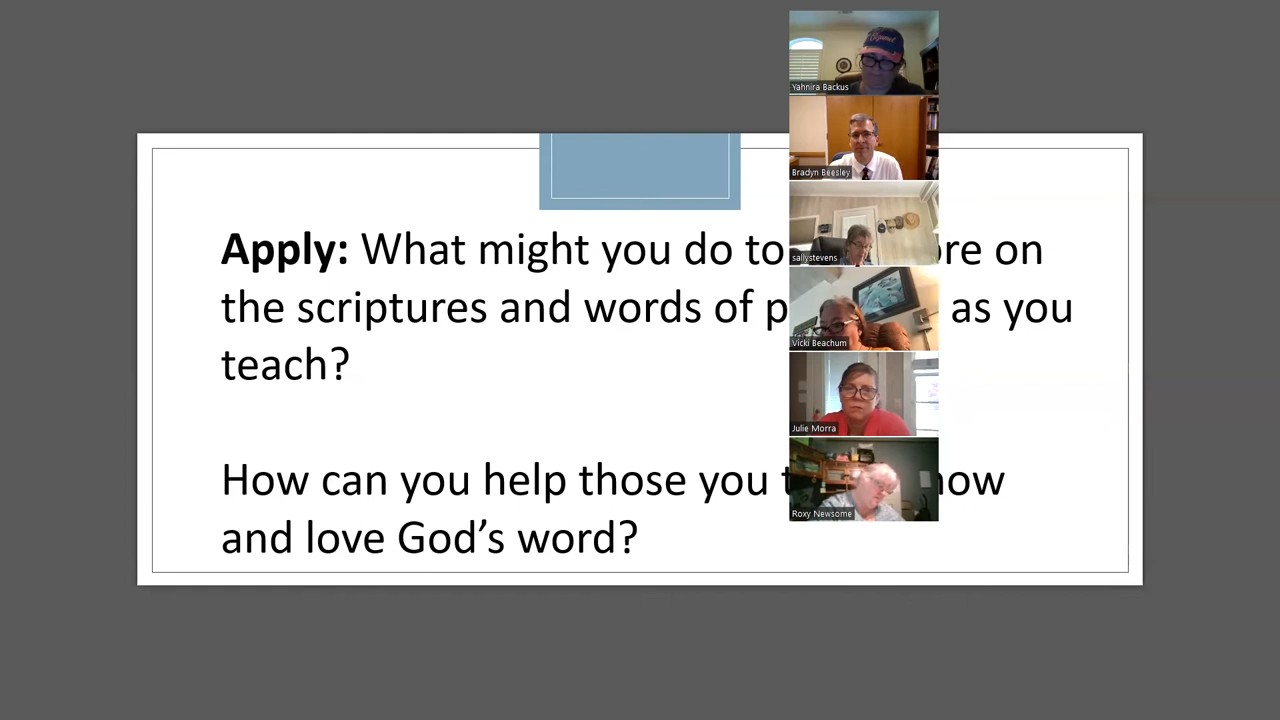 Apply: What might you do to
re on
the scriptures and words of p
as you
teach?
How can you help those you t
now
and love God’s word?
Yahnira Backus
Bradyn Beesley
sallystevens
Vicki Beachum
Julie Morra
Roxy Newsome